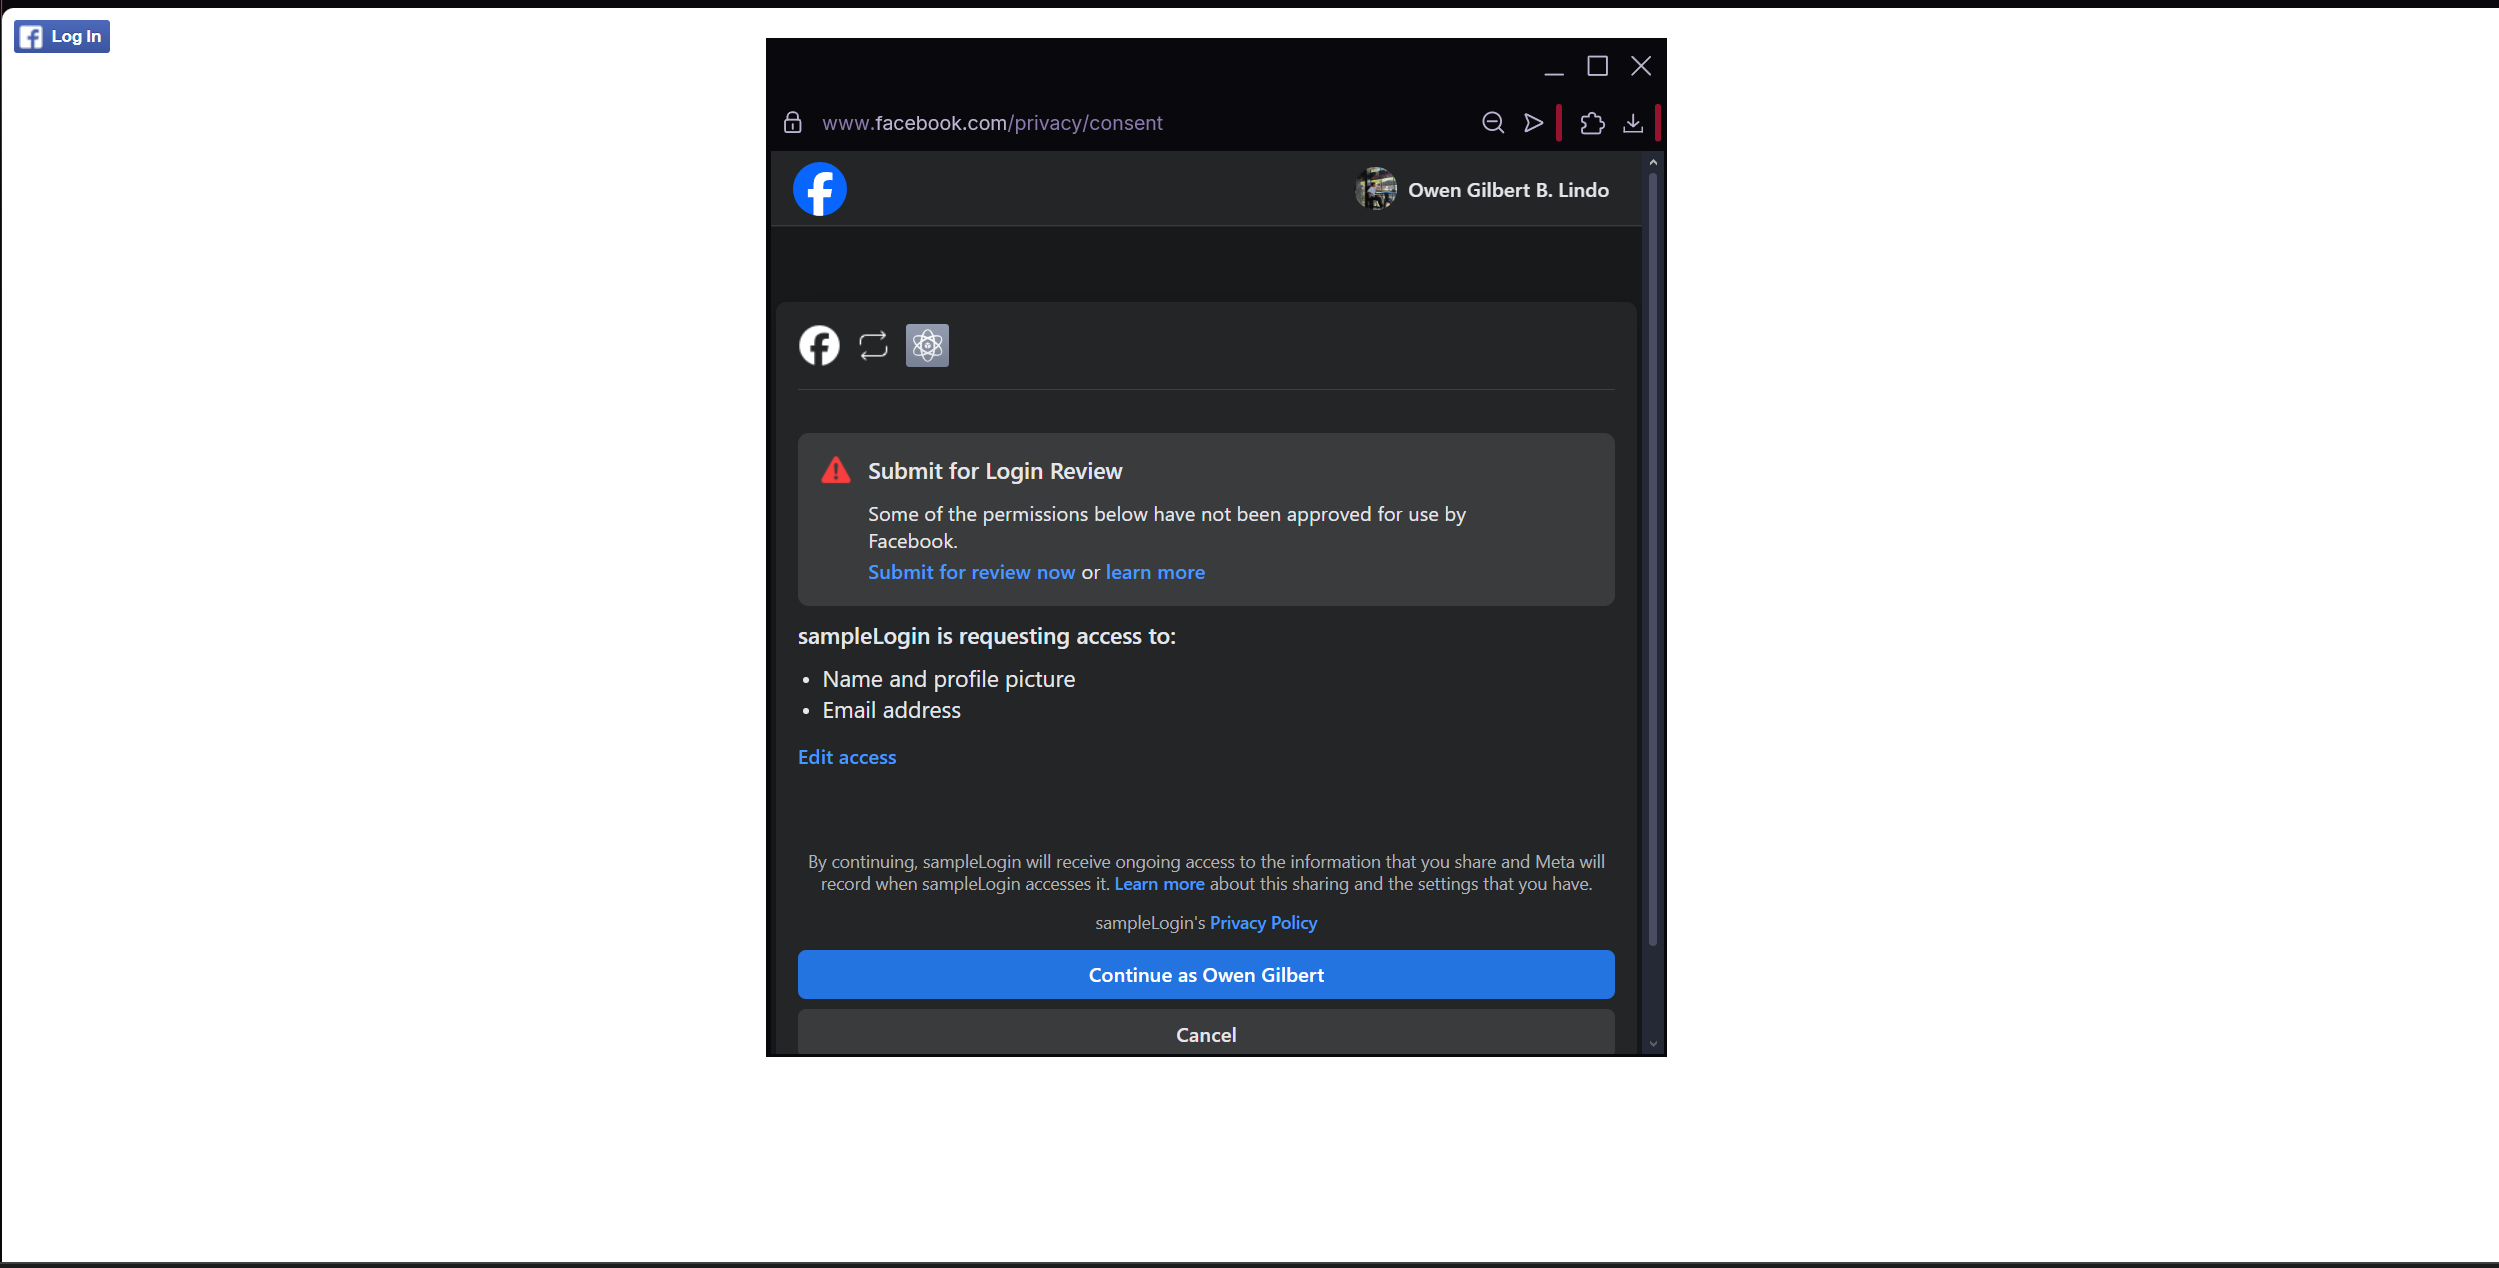 Log In
www.facebook.com/privacy/consent
Owen Gilbert B. Lindo
Submit for Login Review
Some of the permissions below have not been approved for use by
Facebook.
Submit for review now or learn more
sampleLogin is requesting access to:
• Name and profile picture
• Email address
Edit access
By continuing, sampleLogin will receive ongoing access to the information that you share and Meta will
record when sampleLogin accesses it. Learn more about this sharing and the settings that you have.
sampleLogin's Privacy Policy
Continue as Owen Gilbert
Cancel